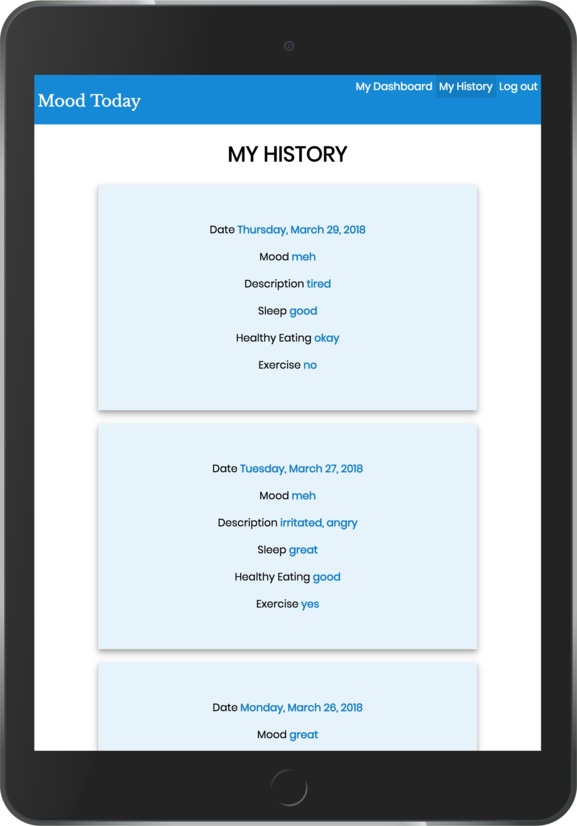 My Dashboard My History Log out
Mood Today
MY HISTORY
Date Thursday, March 29, 2018
Mood meh
Description tired
Sleep good
Healthy Eating okay
Exercise no
Date Tuesday, March 27, 2018
Mood meh
Description irritated, angry
Sleep great
Healthy Eating good
Exercise yes
Date Monday, March 26, 2018
Mood great